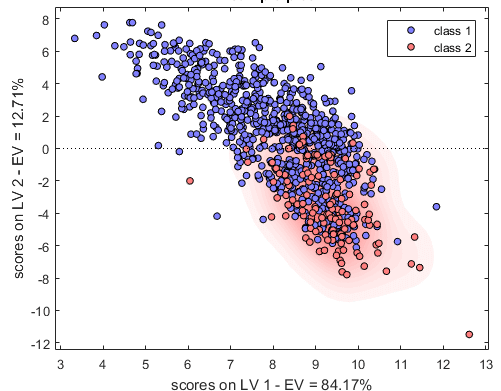 class 1
class 2
8
6
4
2
0
-2
-4
-6
-8
-10
-12
scores on LV 2 - EV = 12.71%
3 4 5 6 7 8 9 10 11 12 13
scores on LV 1 - EV = 84.17%